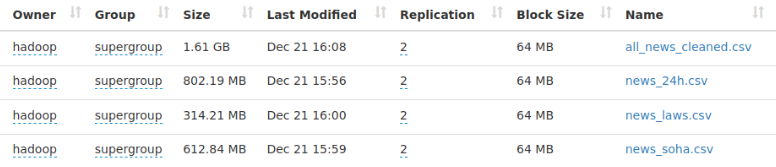 Owner Group Size Last Modified Replication Block Size Name
hadoop supergroup 1.61 GB Dec 21 16:08 2 64 MB all_news_cleaned.csv
hadoop supergroup 802.19 MB Dec 21 15:56 2 64 MB news_24h.csv
hadoop supergroup 314.21 MB Dec 21 16:00 2 64 MB news_laws.csv
hadoop supergroup 612.84 MB Dec 21 15:59 2 64 MB news_soha.csv